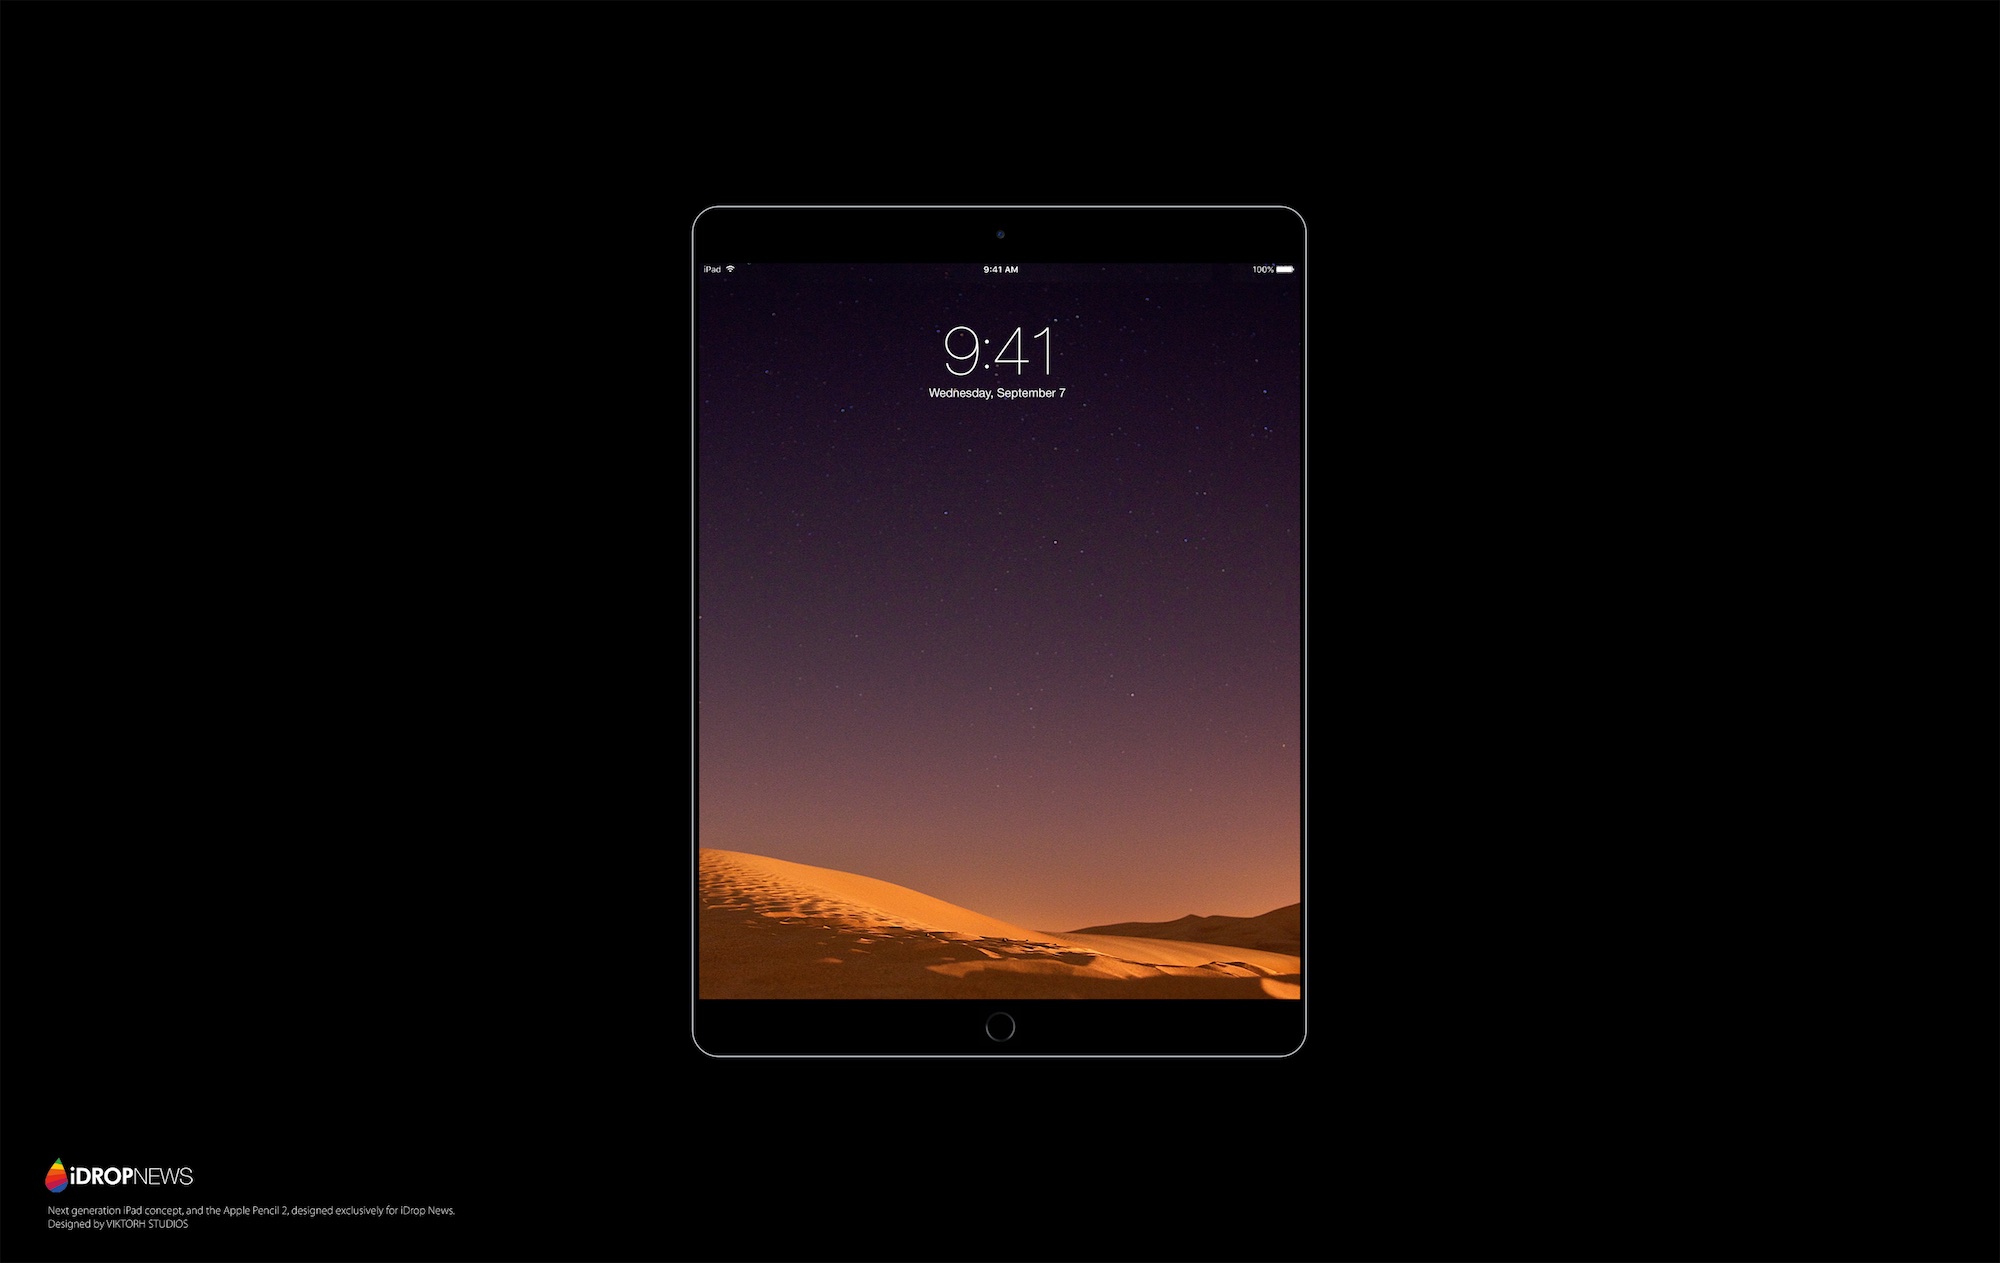 iPad 9:41 AM 100%
9:41
Wednesday, September 7
iDROPNEWS
Next generation iPad concept, and the Apple Pencil 2, designed exclusively for iDrop News.
Designed by VIKTORH STUDIOS